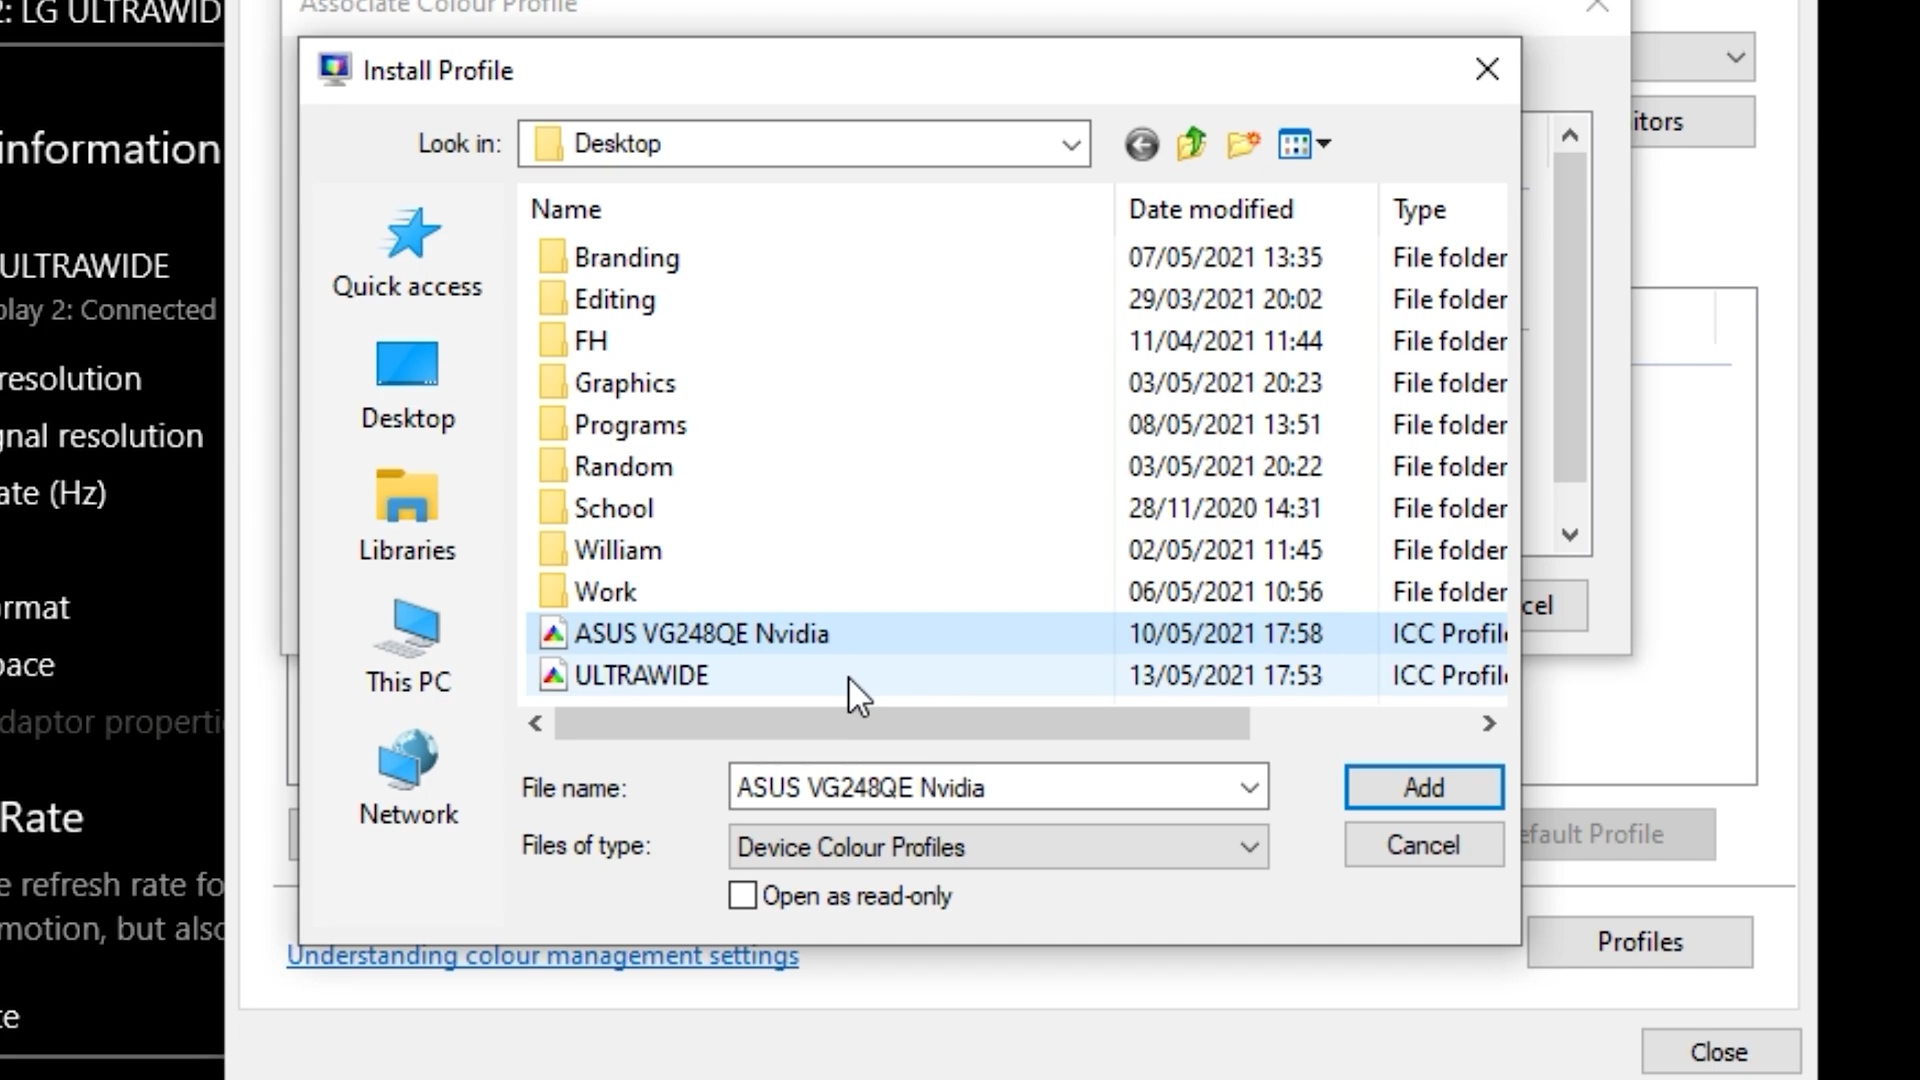 2: LG ULTRAWID
Associate Colour Profile
Install Profile
Look in:
Desktop
Name
Date modified
Type
Branding
07/05/2021 13:35
File folder
Editing
29/03/2021 20:02
File folder
FH
11/04/2021 11:44
File folder
Graphics
03/05/2021 20:23
File folder
Programs
08/05/2021 13:51
File folder
Random
03/05/2021 20:22
File folder
School
28/11/2020 14:31
File folder
William
02/05/2021 11:45
File folder
Work
06/05/2021 10:56
File folder
ASUS VG248QE Nvidia
10/05/2021 17:58
ICC Profil
ULTRAWIDE
13/05/2021 17:53
ICC Profil
Quick access
Desktop
Libraries
This PC
Network
File name:
ASUS VG248QE Nvidia
Add
Files of type:
Device Colour Profiles
Cancel
Open as read-only
information
ULTRAWIDE
play 2: Connected
resolution
gnal resolution
ate (Hz)
ormat
pace
daptor properti
Rate
e refresh rate fo
motion, but also
te
itors
cel
efault Profile
Understanding colour management settings
Profiles
Close